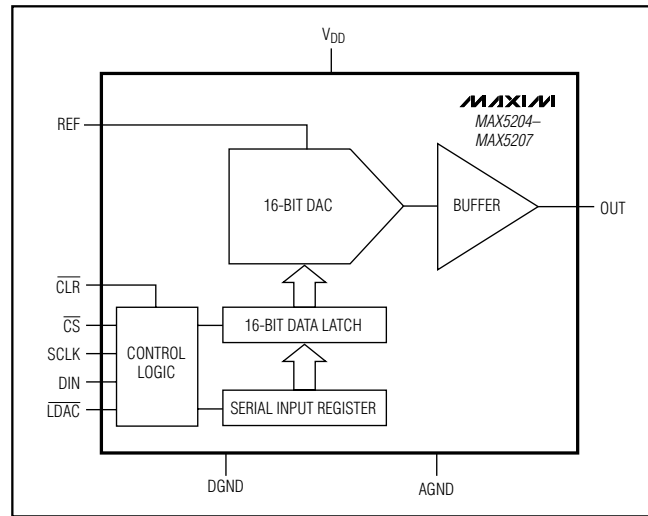 VDD
MAXIM
MAX5204–
MAX5207
REF
16-BIT DAC
BUFFER
OUT
CLR
CS
SCLK
DIN
LDAC
CONTROL
LOGIC
16-BIT DATA LATCH
SERIAL INPUT REGISTER
DGND
AGND